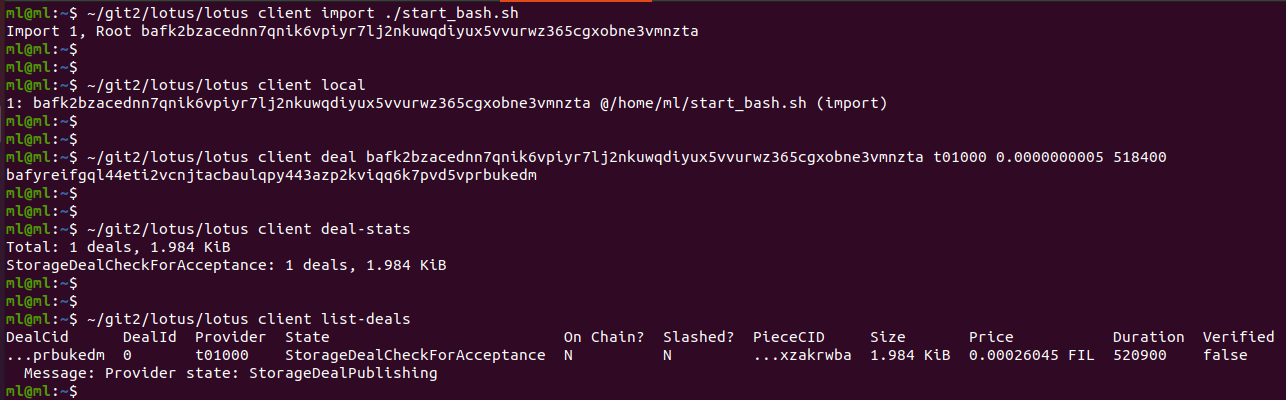 ml@ml:~$ ~/git2/lotus/lotus client import ./start_bash.sh
Import 1, Root bafk2bzacednn7qnik6vpiyr7lj2nkuwqdiyux5vvurwz365cgxobne3vmnzta
ml@ml:~$
ml@ml:~$
ml@ml:~$ ~/git2/lotus/lotus client local
1: bafk2bzacednn7qnik6vpiyr7lj2nkuwqdiyux5vvurwz365cgxobne3vmnzta @/home/ml/start_bash.sh (import)
ml@ml:~$
ml@ml:~$
ml@ml:~$ ~/git2/lotus/lotus client deal bafk2bzacednn7qnik6vpiyr7lj2nkuwqdiyux5vvurwz365cgxobne3vmnzta t01000 0.0000000005 518400
bafyreifgql44eti2vcnjtacbaulqpy443azp2kviqq6k7pvd5vprbukedm
ml@ml:~$
ml@ml:~$
ml@ml:~$ ~/git2/lotus/lotus client deal-stats
Total: 1 deals, 1.984 KiB
StorageDealCheckForAcceptance: 1 deals, 1.984 KiB
ml@ml:~$
ml@ml:~$
ml@ml:~$ ~/git2/lotus/lotus client list-deals
DealCid DealId Provider State On Chain? Slashed? PieceCID Size Price Duration Verified
...prbukedm 0 t01000 StorageDealCheckForAcceptance N N ...xzakrwba 1.984 KiB 0.00026045 FIL 520900 false
Message: Provider state: StorageDealPublishing
ml@ml:~$